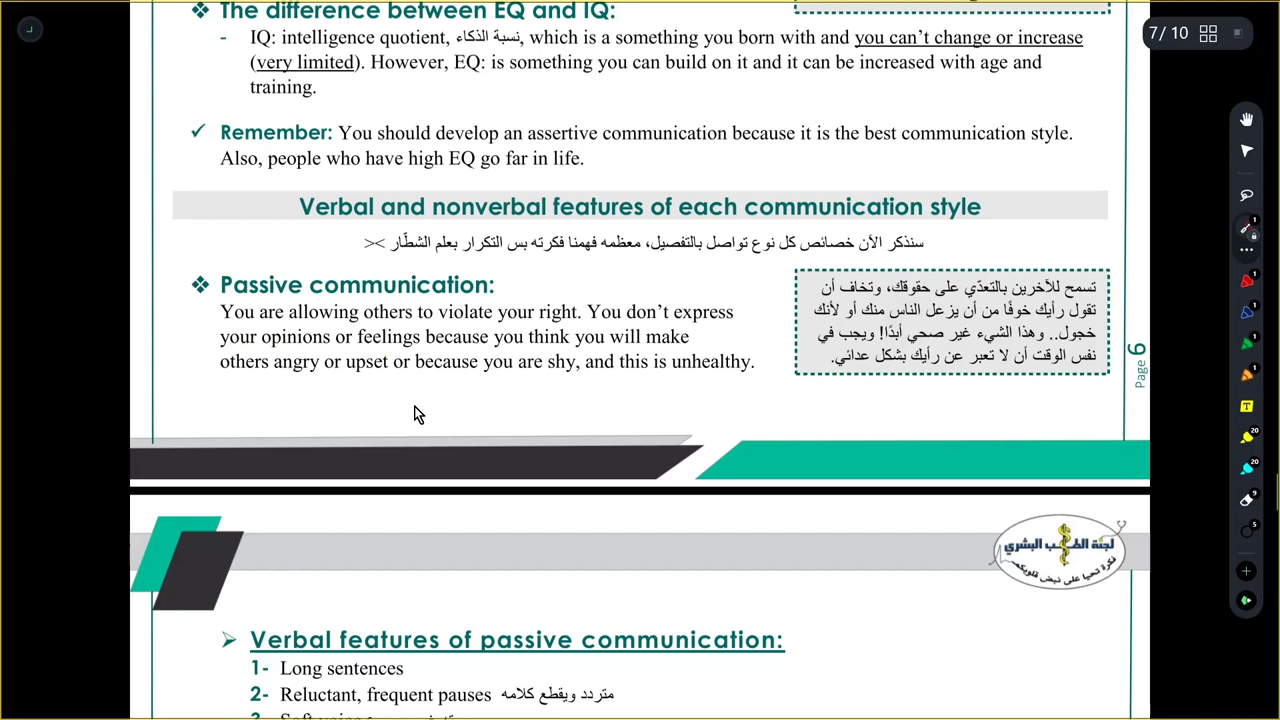 7/10
❖ The difference between EQ and IQ:
- IQ: intelligence quotient, نسبة الذكاء, which is a something you born with and you can't change or increase
(very limited). However, EQ: is something you can build on it and it can be increased with age and
training.
✓ Remember: You should develop an assertive communication because it is the best communication style.
Also, people who have high EQ go far in life.
Verbal and nonverbal features of each communication style
سنذكر الآن خصائص كل نوع تواصل بالتفصيل، معظمه فهمنا فكرته بس التكرار بعلم الشطّار ><
❖ Passive communication:
You are allowing others to violate your right. You don't express
your opinions or feelings because you think you will make
others angry or upset or because you are shy, and this is unhealthy.
تسمح للآخرين بالتعدّي على حقوقك، وتخاف أن
تقول رأيك خوفًا من أن يزعل الناس منك أو لأنك
خجول.. وهذا الشيء غير صحي أبدًا! ويجب في
نفس الوقت أن لا تعبر عن رأيك بشكل عدائي.
Page 6
لجنة الطب البشري
فكرة تحيا على نبض قلوبكم
➢ Verbal features of passive communication:
1- Long sentences
2- Reluctant, frequent pauses متردد ويقطع كلامه